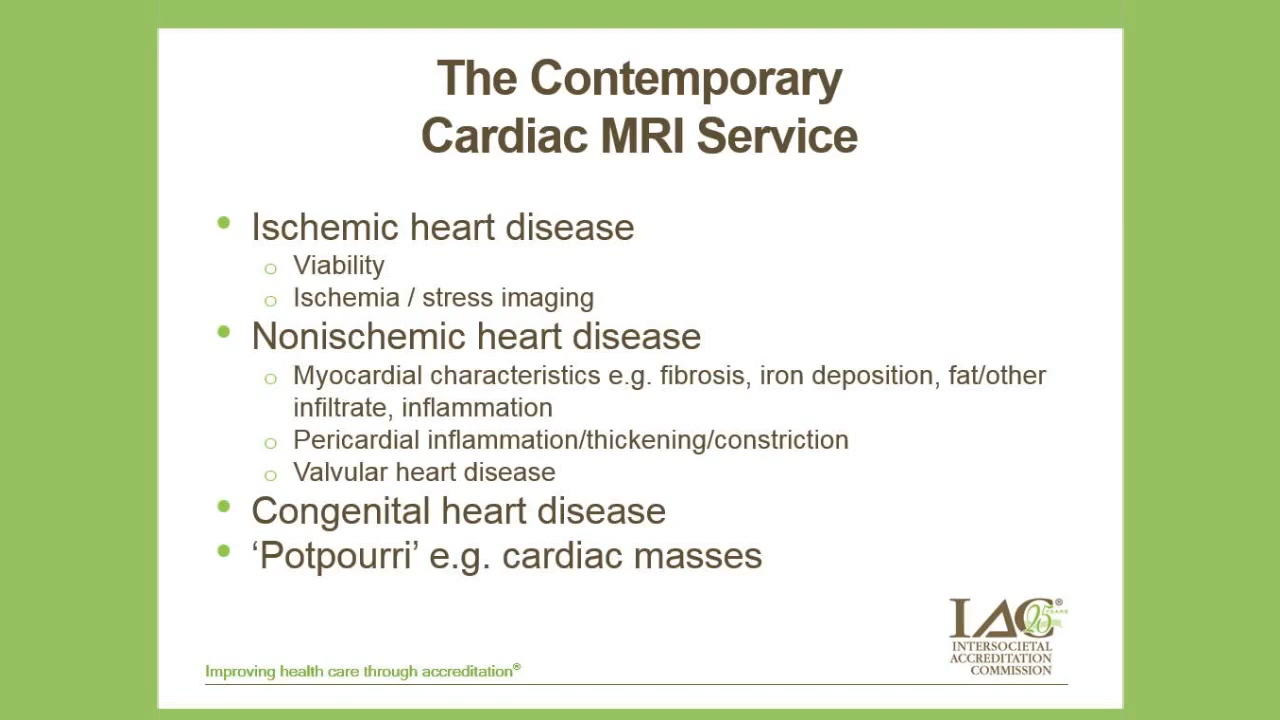 The Contemporary
Cardiac MRI Service
• Ischemic heart disease
o Viability
o Ischemia / stress imaging
• Nonischemic heart disease
o Myocardial characteristics e.g. fibrosis, iron deposition, fat/other
infiltrate, inflammation
o Pericardial inflammation/thickening/constriction
o Valvular heart disease
• Congenital heart disease
• ‘Potpourri’ e.g. cardiac masses
IAC®
25 YEARS
INTERSOCIETAL
ACCREDITATION
COMMISSION
Improving health care through accreditation®